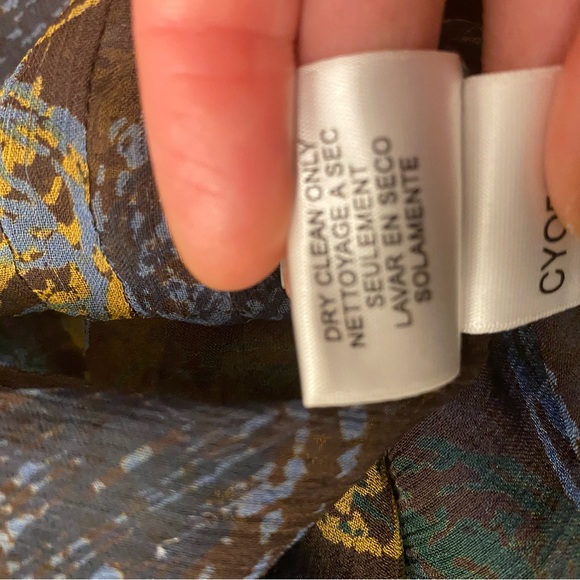 DRY CLEAN ONLY
NETTOYAGE A SEC
SEULEMENT
LAVAR EN SECO
SOLAMENTE